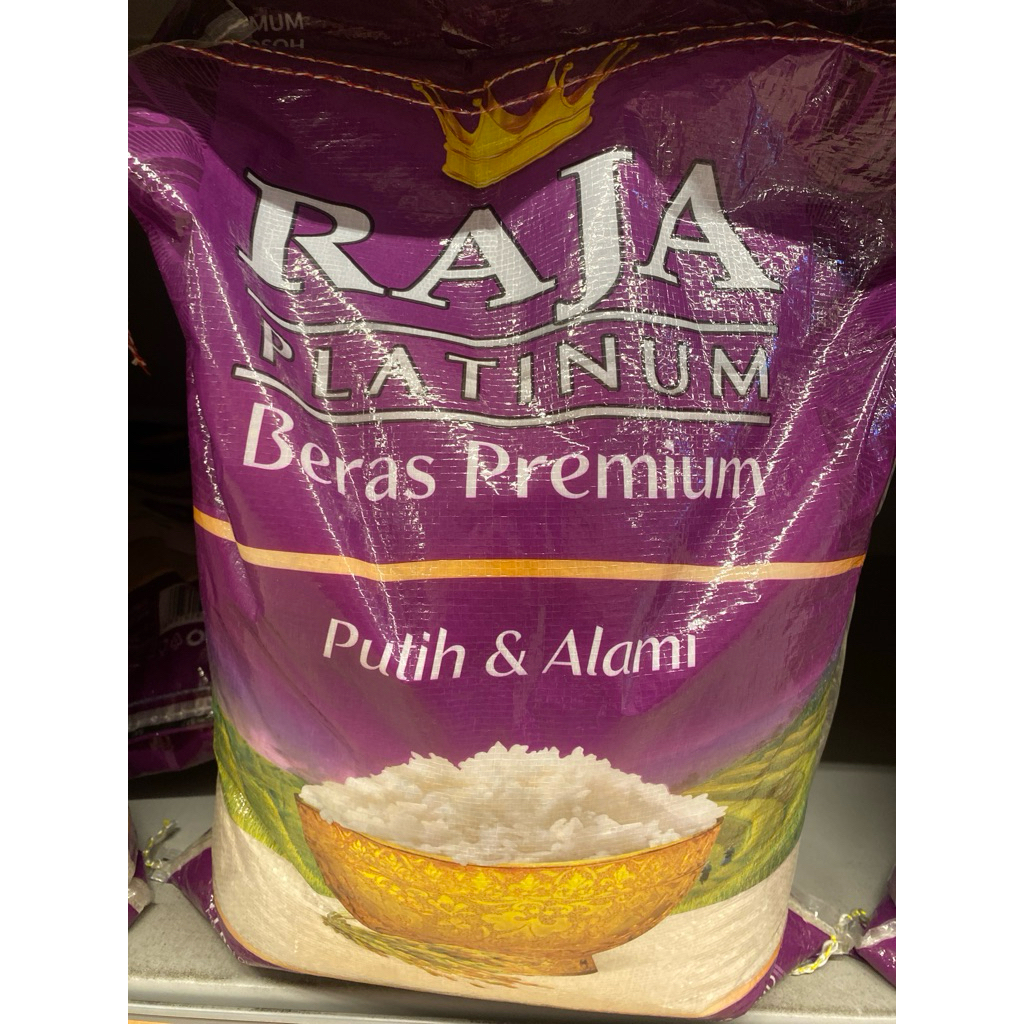 RAJA
PLATINUM
Beras Premium
Putih & Alami